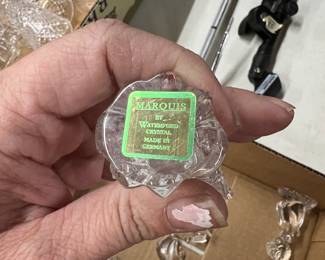 MARQUIS
BY
WATERFORD
CRYSTAL
MADE IN
GERMANY